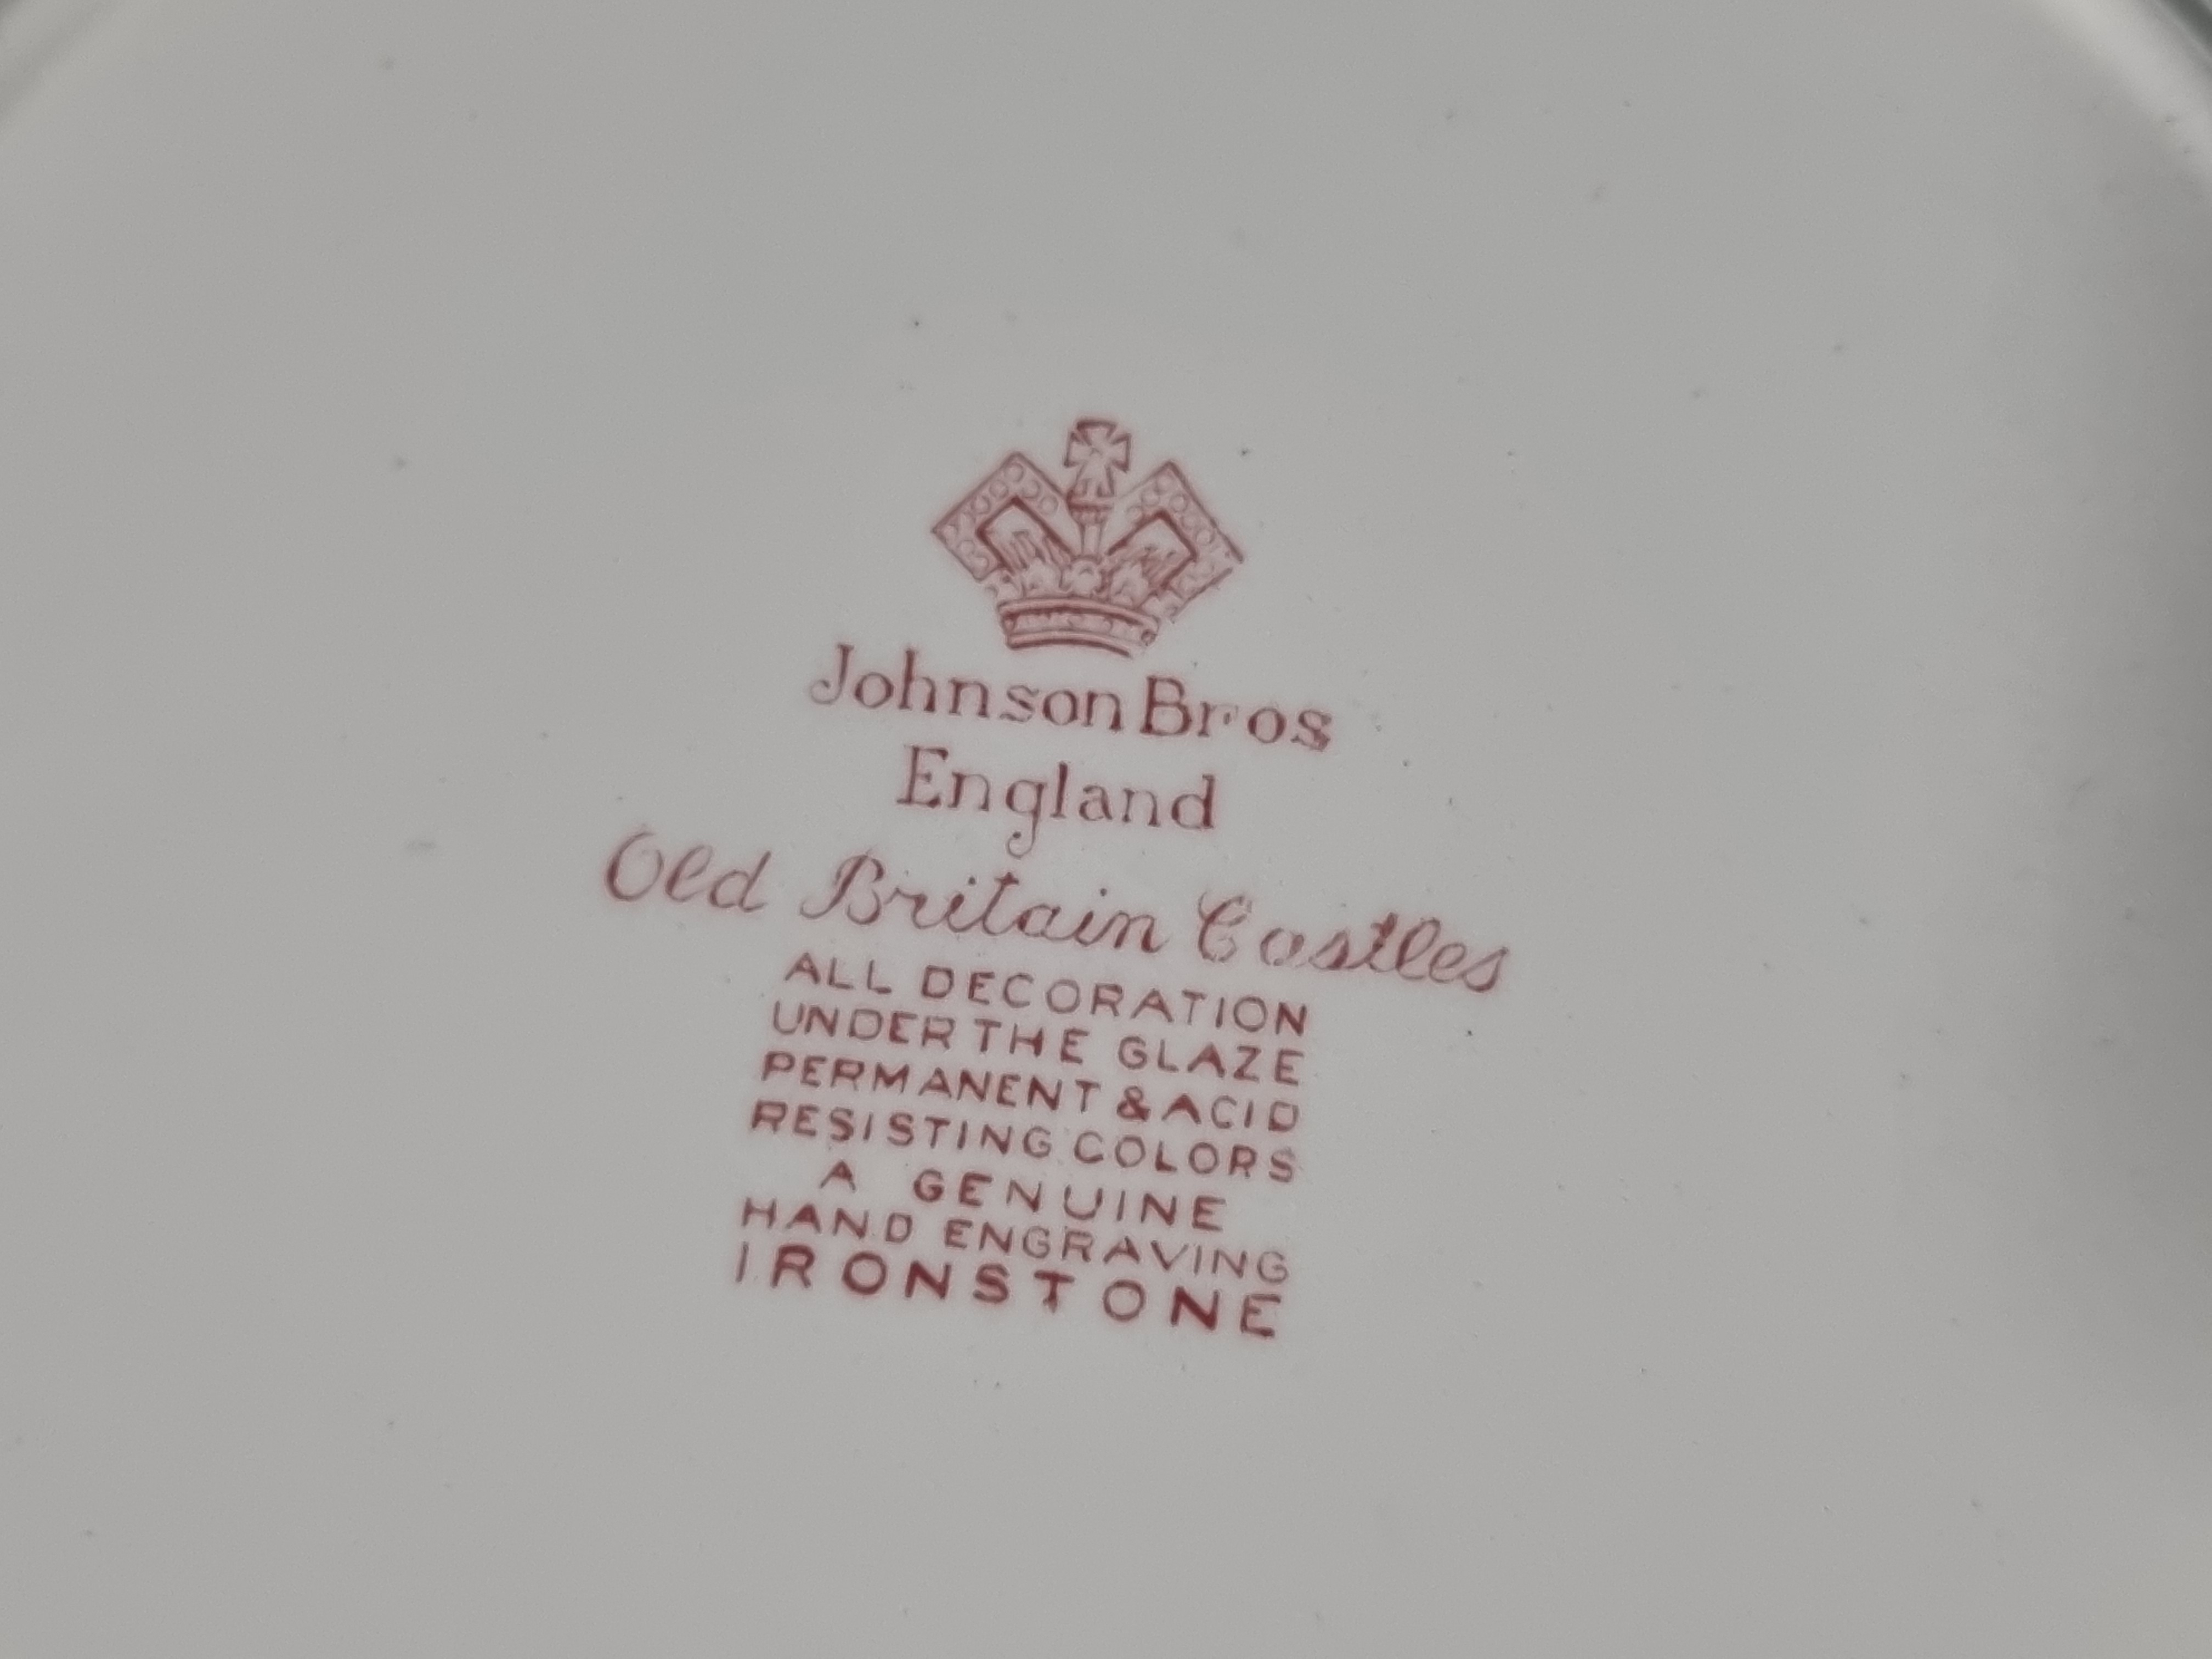 Johnson Bros
England
Old Britain Castles
ALL DECORATION
UNDER THE GLAZE
PERMANENT & ACID
RESISTING COLORS
A GENUINE
HAND ENGRAVING
IRONSTONE